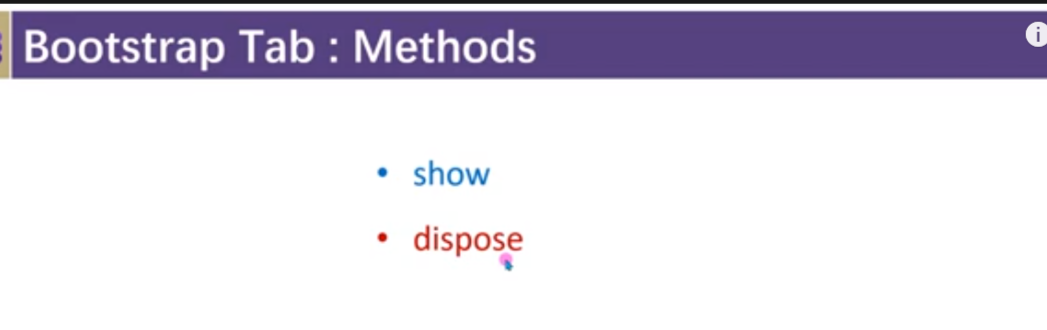 Bootstrap Tab : Methods
• show
• dispose